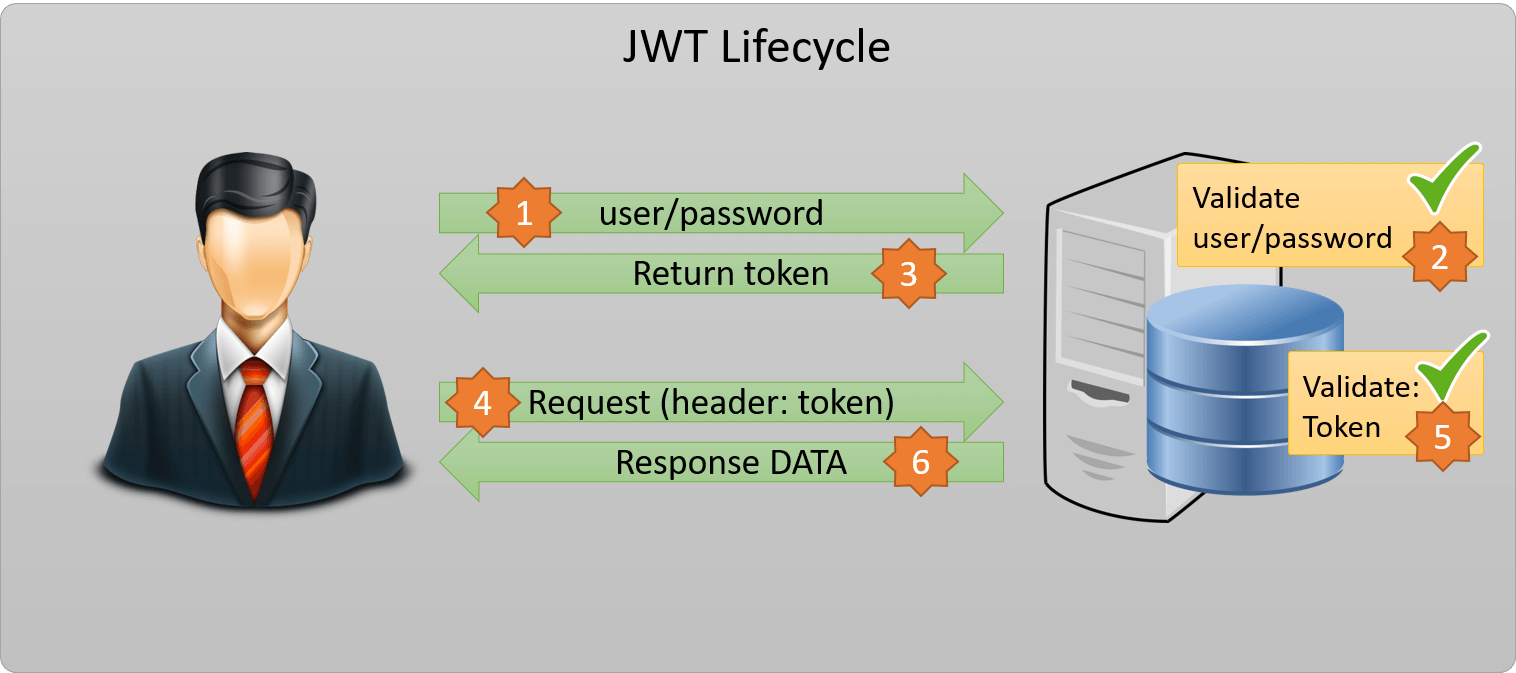 JWT Lifecycle
1 user/password
Validate
user/password
2
Return token 3
4 Request (header: token)
Validate:
Token
5
Response DATA 6